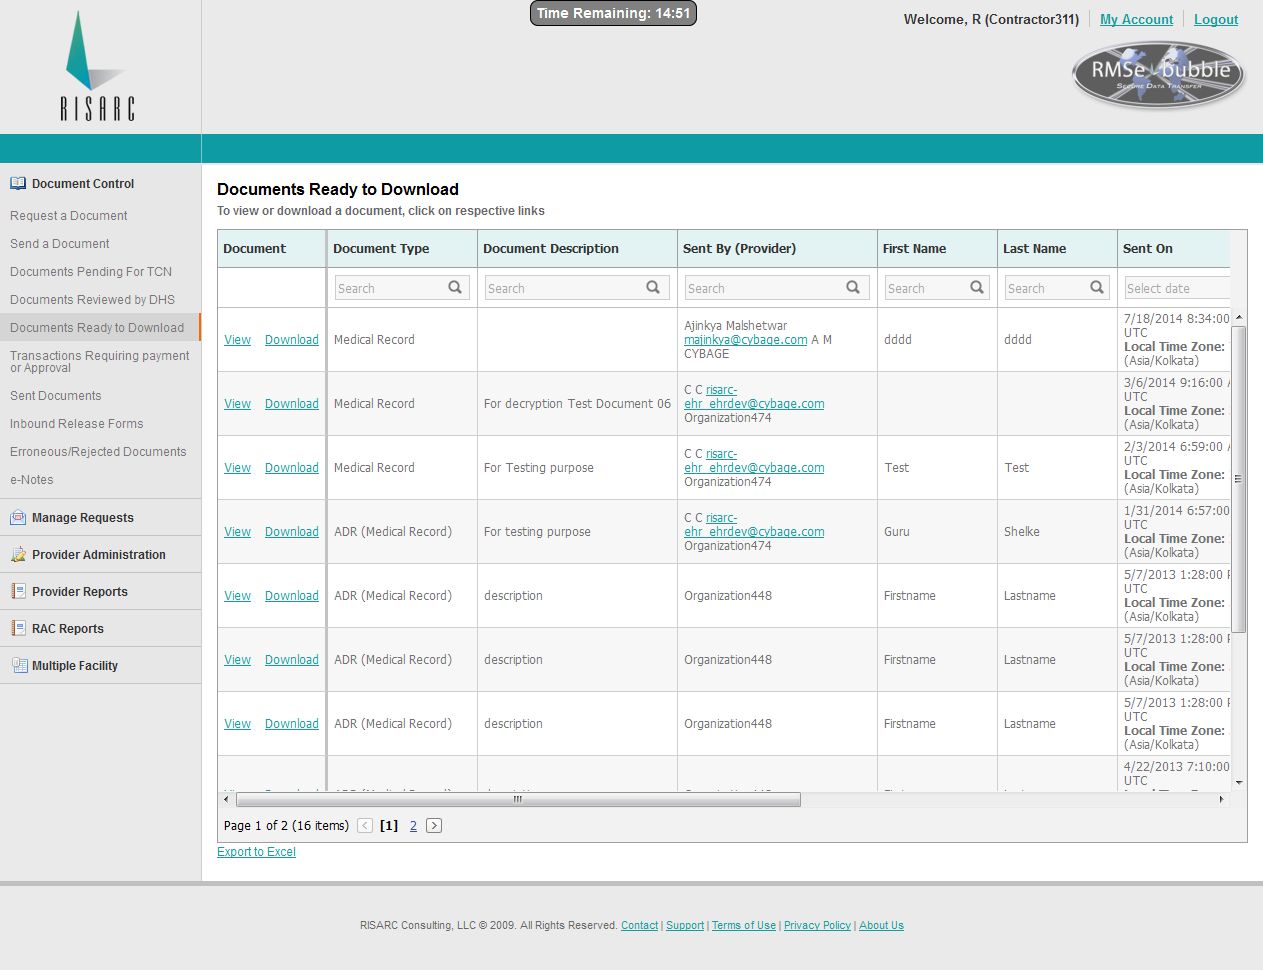 Time Remaining: 14:51
Welcome, R (Contractor311) My Account Logout
RISARC
RMSe bubble
SECURE DATA TRANSFER
Document Control
Request a Document
Send a Document
Documents Pending For TCN
Documents Reviewed by DHS
Documents Ready to Download
Transactions Requiring payment
or Approval
Sent Documents
Inbound Release Forms
Erroneous/Rejected Documents
e-Notes
Manage Requests
Provider Administration
Provider Reports
RAC Reports
Multiple Facility
Documents Ready to Download
To view or download a document, click on respective links
Document Document Type Document Description Sent By (Provider) First Name Last Name Sent On
Search Search Search Search Search Select date
View Download Medical Record Ajinkya Malshetwar majinkya@cybage.com A M CYBAGE dddd dddd 7/18/2014 8:34:00 UTC Local Time Zone: (Asia/Kolkata)
View Download Medical Record For decryption Test Document 06 C C risarc-ehr_ehrdev@cybage.com Organization474 3/6/2014 9:16:00 UTC Local Time Zone: (Asia/Kolkata)
View Download Medical Record For Testing purpose C C risarc-ehr_ehrdev@cybage.com Organization474 Test Test 2/3/2014 6:59:00 UTC Local Time Zone: (Asia/Kolkata)
View Download ADR (Medical Record) For testing purpose C C risarc-ehr_ehrdev@cybage.com Organization474 Guru Shelke 1/31/2014 6:57:00 UTC Local Time Zone: (Asia/Kolkata)
View Download ADR (Medical Record) description Organization448 Firstname Lastname 5/7/2013 1:28:00 UTC Local Time Zone: (Asia/Kolkata)
View Download ADR (Medical Record) description Organization448 Firstname Lastname 5/7/2013 1:28:00 UTC Local Time Zone: (Asia/Kolkata)
View Download ADR (Medical Record) description Organization448 Firstname Lastname 5/7/2013 1:28:00 UTC Local Time Zone: (Asia/Kolkata)
4/22/2013 7:10:00 UTC
Page 1 of 2 (16 items) [1] 2
Export to Excel
RISARC Consulting, LLC © 2009. All Rights Reserved. Contact | Support | Terms of Use | Privacy Policy | About Us